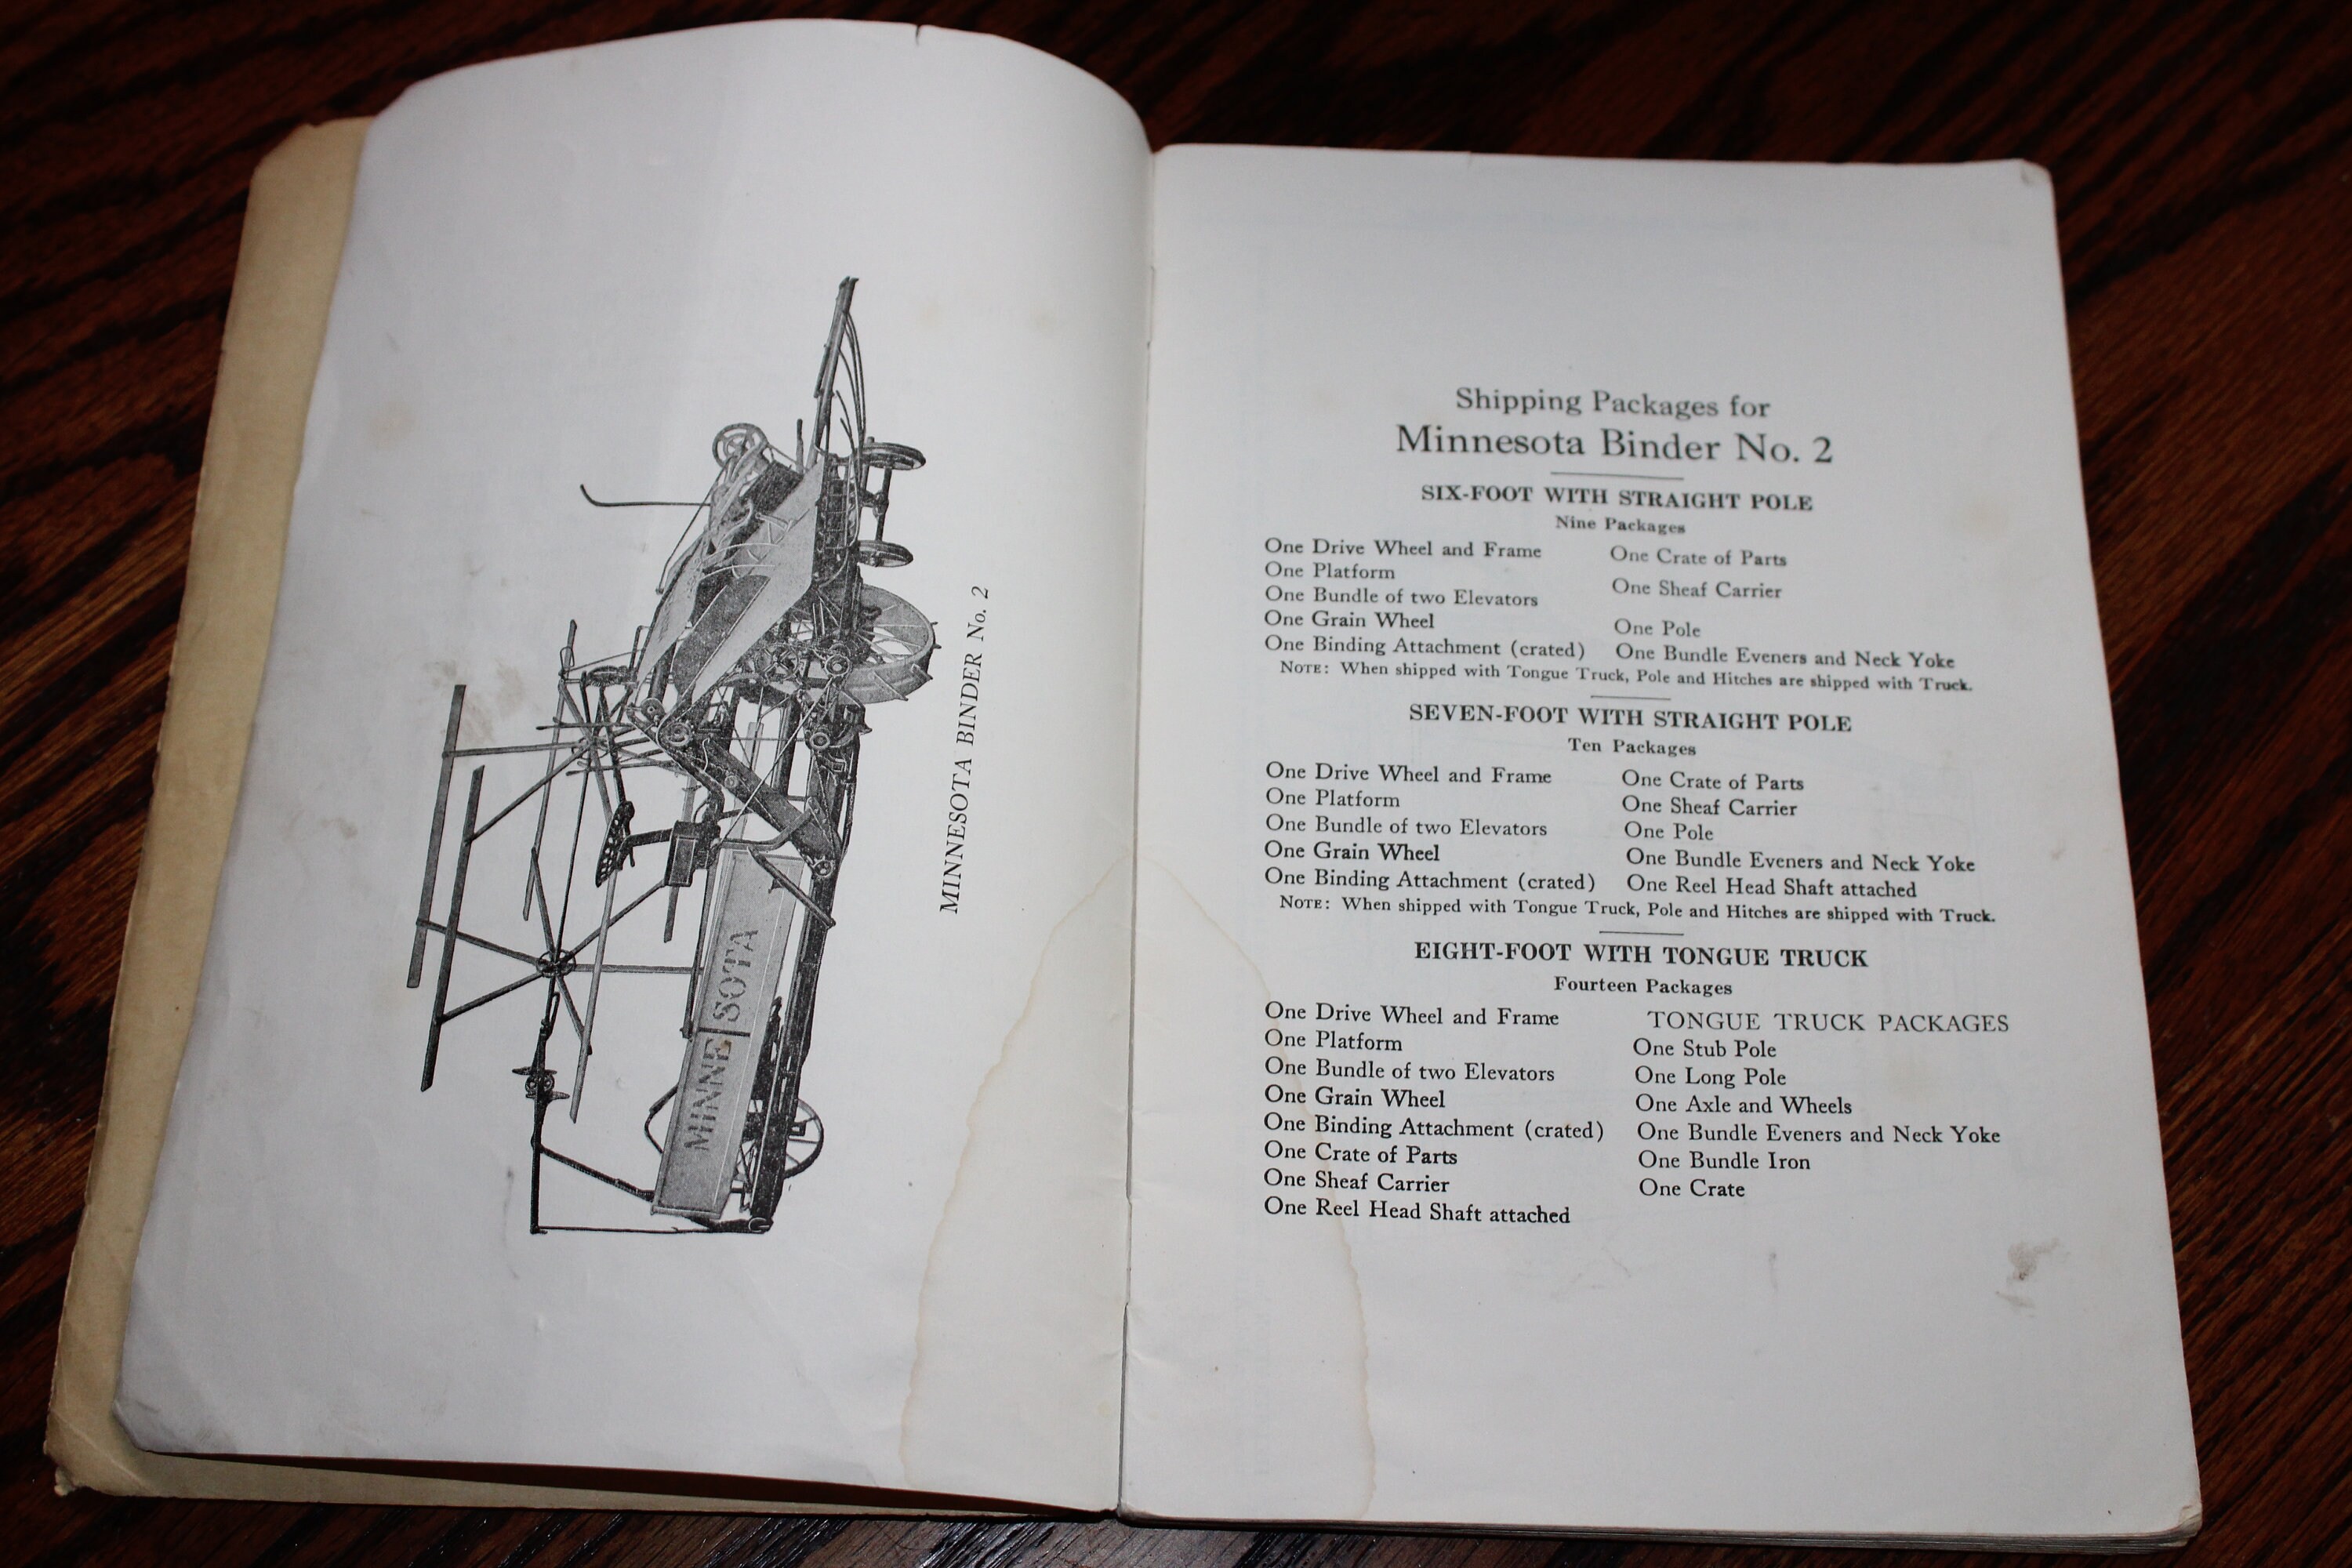 MINNESOTA
MINNESOTA BINDER No. 2
Shipping Packages for
Minnesota Binder No. 2
SIX-FOOT WITH STRAIGHT POLE
Nine Packages
One Drive Wheel and Frame
One Platform
One Bundle of two Elevators
One Grain Wheel
One Binding Attachment (crated)
One Crate of Parts
One Sheaf Carrier
One Pole
One Bundle Eveners and Neck Yoke
NOTE: When shipped with Tongue Truck, Pole and Hitches are shipped with Truck.
SEVEN-FOOT WITH STRAIGHT POLE
Ten Packages
One Drive Wheel and Frame
One Platform
One Bundle of two Elevators
One Grain Wheel
One Binding Attachment (crated)
One Crate of Parts
One Sheaf Carrier
One Pole
One Bundle Eveners and Neck Yoke
One Reel Head Shaft attached
NOTE: When shipped with Tongue Truck, Pole and Hitches are shipped with Truck.
EIGHT-FOOT WITH TONGUE TRUCK
Fourteen Packages
One Drive Wheel and Frame
One Platform
One Bundle of two Elevators
One Grain Wheel
One Binding Attachment (crated)
One Crate of Parts
One Sheaf Carrier
One Reel Head Shaft attached
TONGUE TRUCK PACKAGES
One Stub Pole
One Long Pole
One Axle and Wheels
One Bundle Eveners and Neck Yoke
One Bundle Iron
One Crate